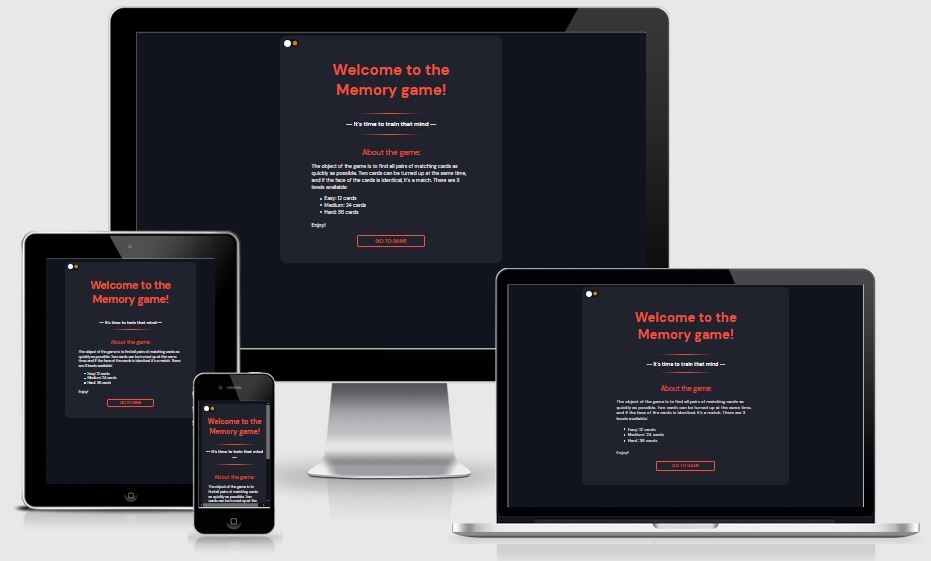 Welcome to the
Memory game!
-- It's time to train that mind --
About the game:
The object of the game is to find all pairs of matching cards as
quickly as possible. Two cards can be turned up at the same time,
and if the face of the cards is identical, it's a match. There are 3
levels available:
Easy: 12 cards
Medium: 24 cards
Hard: 36 cards
Enjoy!
GO TO GAME
Welcome to the
Memory game!
-- It's time to train that mind --
About the game:
The object of the game is to find all pairs of matching cards as
quickly as possible. Two cards can be turned up at the same
time, and if the face of the cards is identical, it's a match. There
are 3 levels available:
Easy: 12 cards
Medium: 24 cards
Hard: 36 cards
Enjoy!
GO TO GAME
Welcome to the
Memory game!
-- It's time to train that mind
--
About the game:
The object of the game is to
find all pairs of matching cards
as quickly as possible. Two
cards can be turned up at the
Welcome to the
Memory game!
-- It's time to train that mind --
About the game:
The object of the game is to find all pairs of matching cards as
quickly as possible. Two cards can be turned up at the same time,
and if the face of the cards is identical, it's a match. There are 3
levels available:
Easy: 12 cards
Medium: 24 cards
Hard: 36 cards
Enjoy!
GO TO GAME